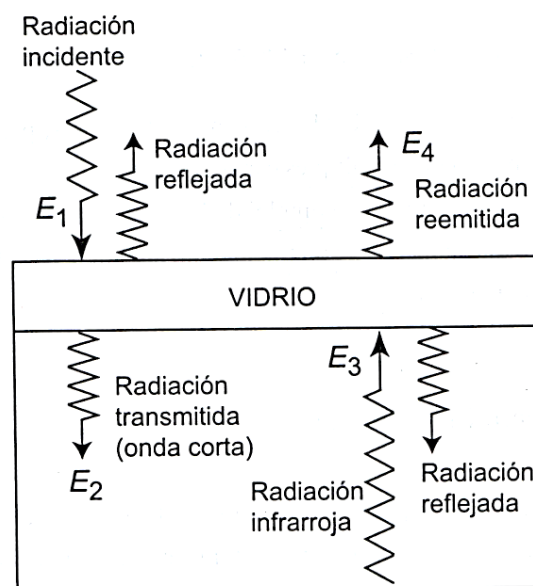 Radiación
incidente
Radiación
reflejada
E1
E4
Radiación
reemitida
VIDRIO
Radiación
transmitida
(onda corta)
E2
E3
Radiación
infrarroja
Radiación
reflejada